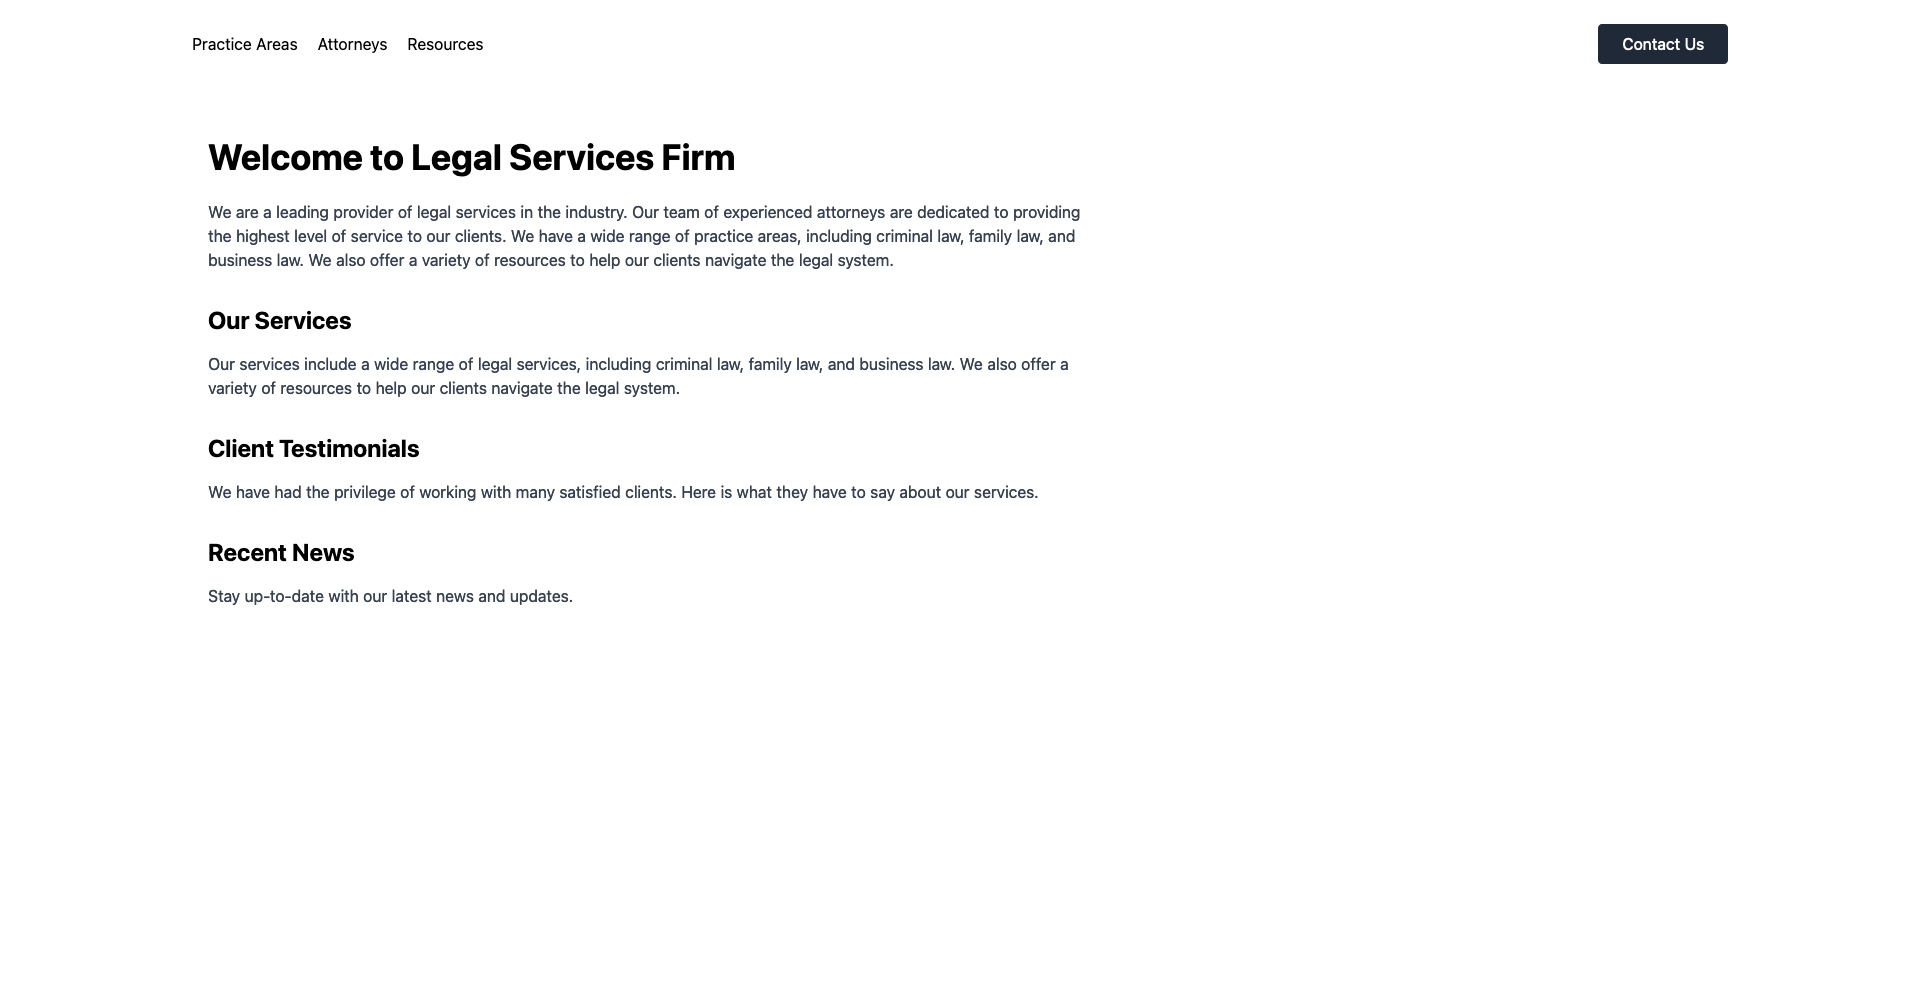 Practice Areas Attorneys Resources Contact Us
Welcome to Legal Services Firm
We are a leading provider of legal services in the industry. Our team of experienced attorneys are dedicated to providing
the highest level of service to our clients. We have a wide range of practice areas, including criminal law, family law, and
business law. We also offer a variety of resources to help our clients navigate the legal system.
Our Services
Our services include a wide range of legal services, including criminal law, family law, and business law. We also offer a
variety of resources to help our clients navigate the legal system.
Client Testimonials
We have had the privilege of working with many satisfied clients. Here is what they have to say about our services.
Recent News
Stay up-to-date with our latest news and updates.